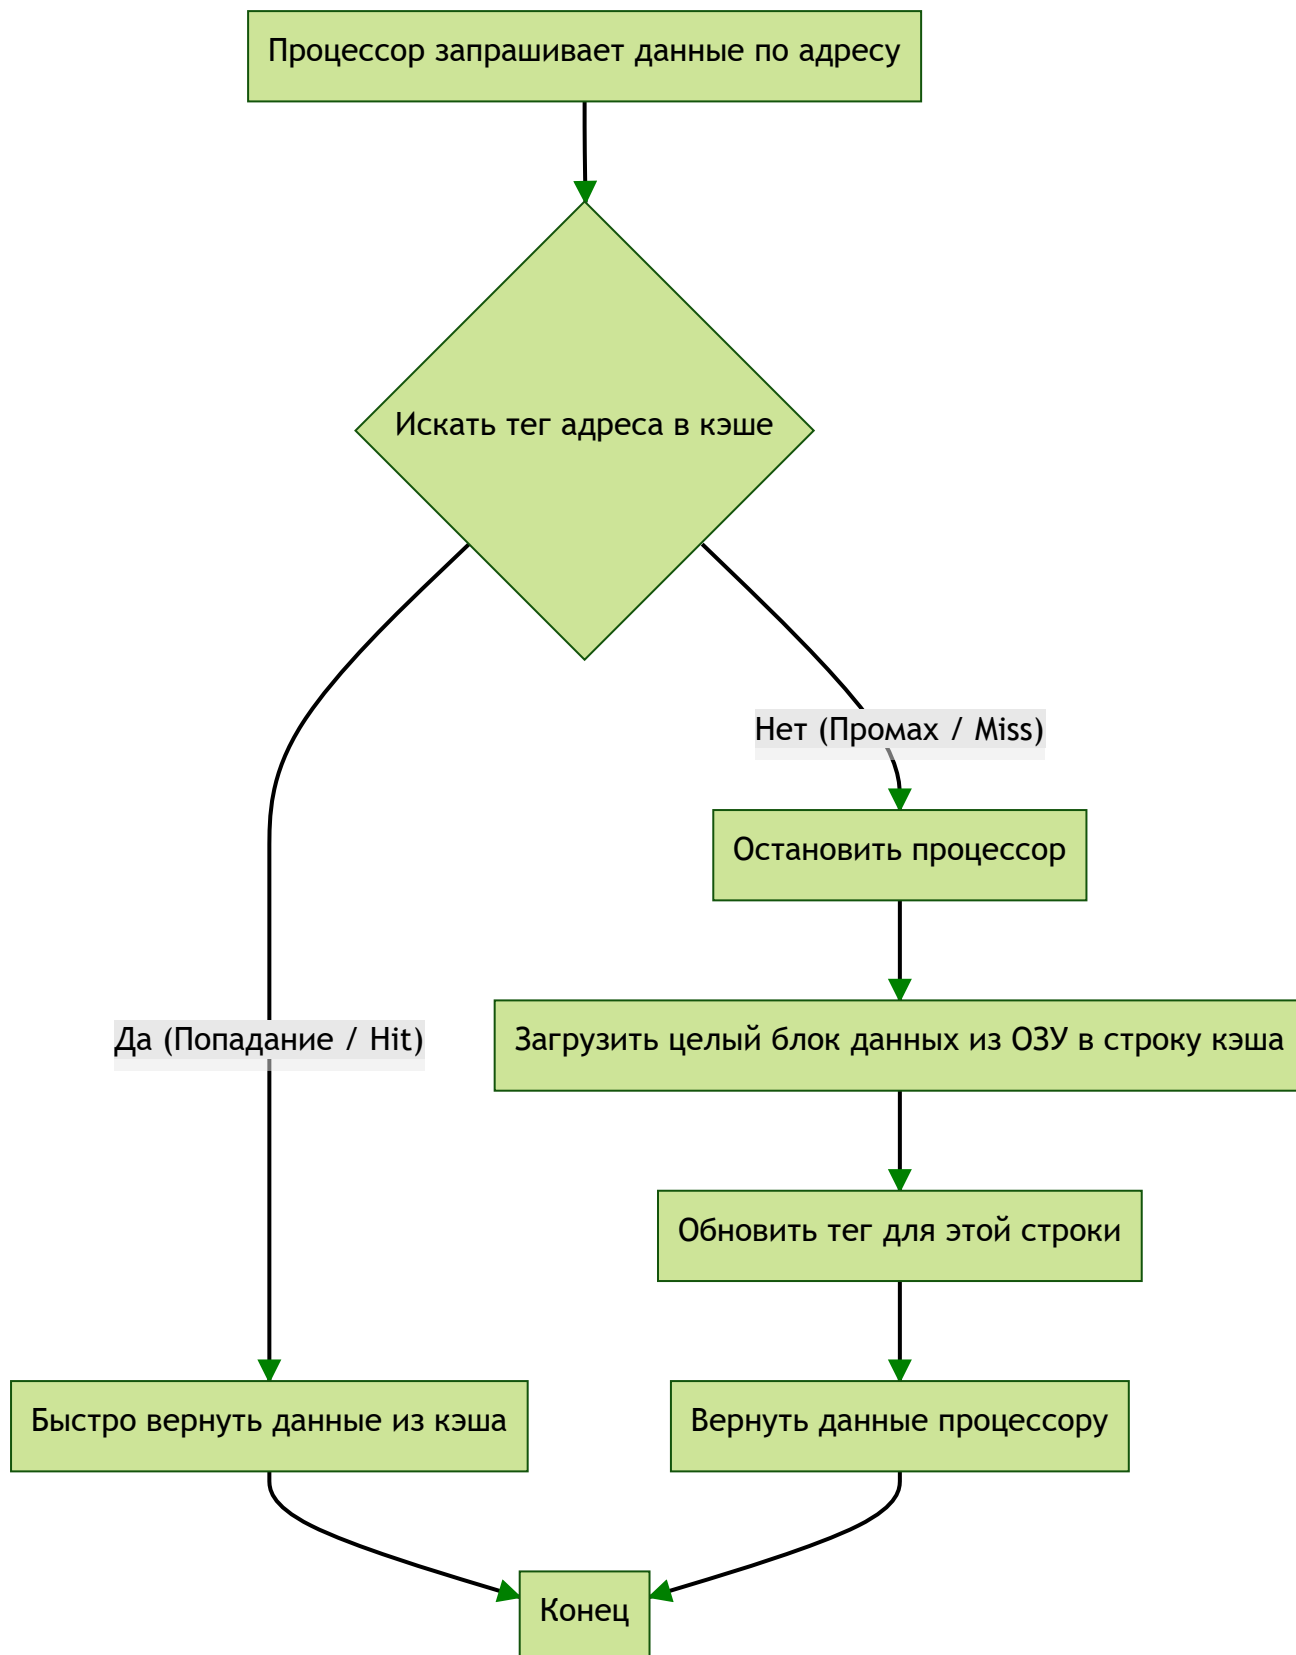 Процессор запрашивает данные по адресу
Искать тег адреса в кэше
Нет (Промах / Miss)
Остановить процессор
Да (Попадание / Hit)
Загрузить целый блок данных из ОЗУ в строку кэша
Обновить тег для этой строки
Быстро вернуть данные из кэша
Вернуть данные процессору
Конец